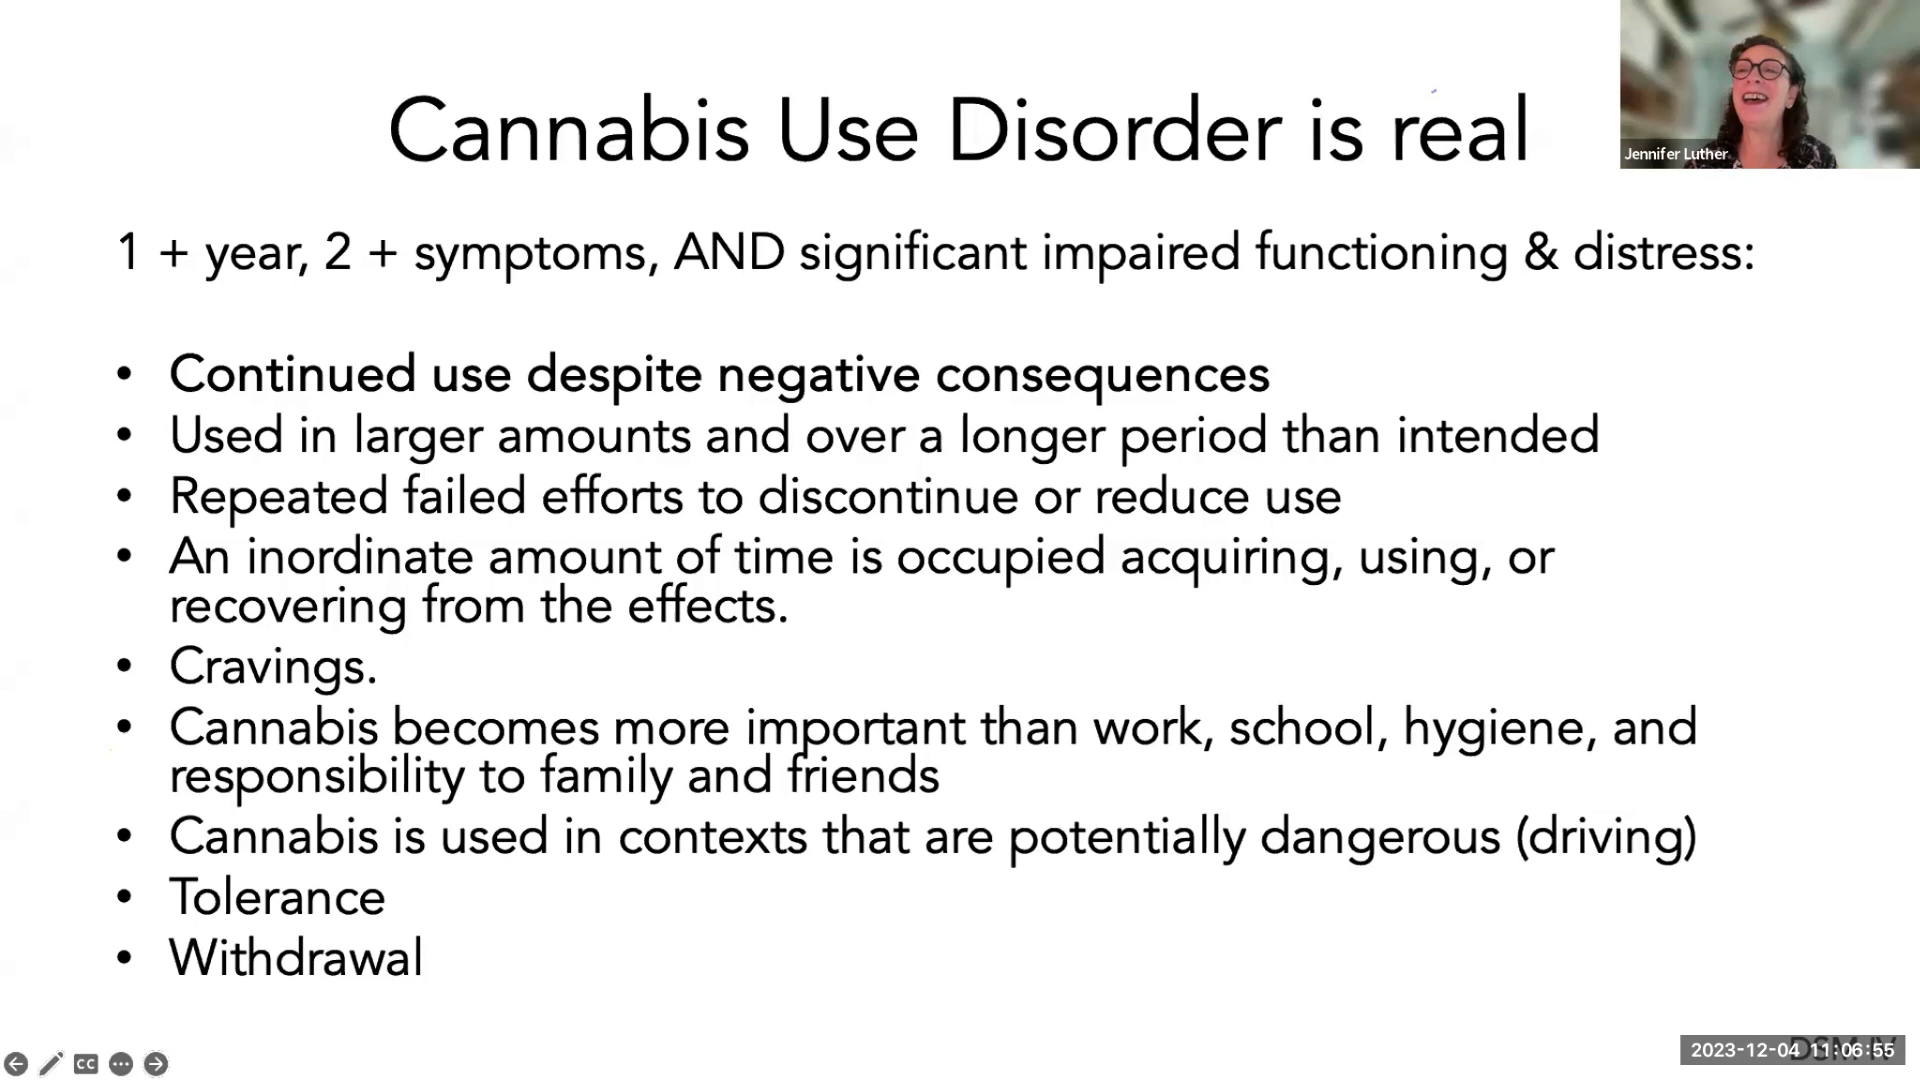 Cannabis Use Disorder is real
Jennifer Luther
1 + year, 2 + symptoms, AND significant impaired functioning & distress:
• Continued use despite negative consequences
• Used in larger amounts and over a longer period than intended
• Repeated failed efforts to discontinue or reduce use
• An inordinate amount of time is occupied acquiring, using, or
recovering from the effects.
• Cravings.
• Cannabis becomes more important than work, school, hygiene, and
responsibility to family and friends
• Cannabis is used in contexts that are potentially dangerous (driving)
• Tolerance
• Withdrawal
CC
2023-12-04 11:06:55